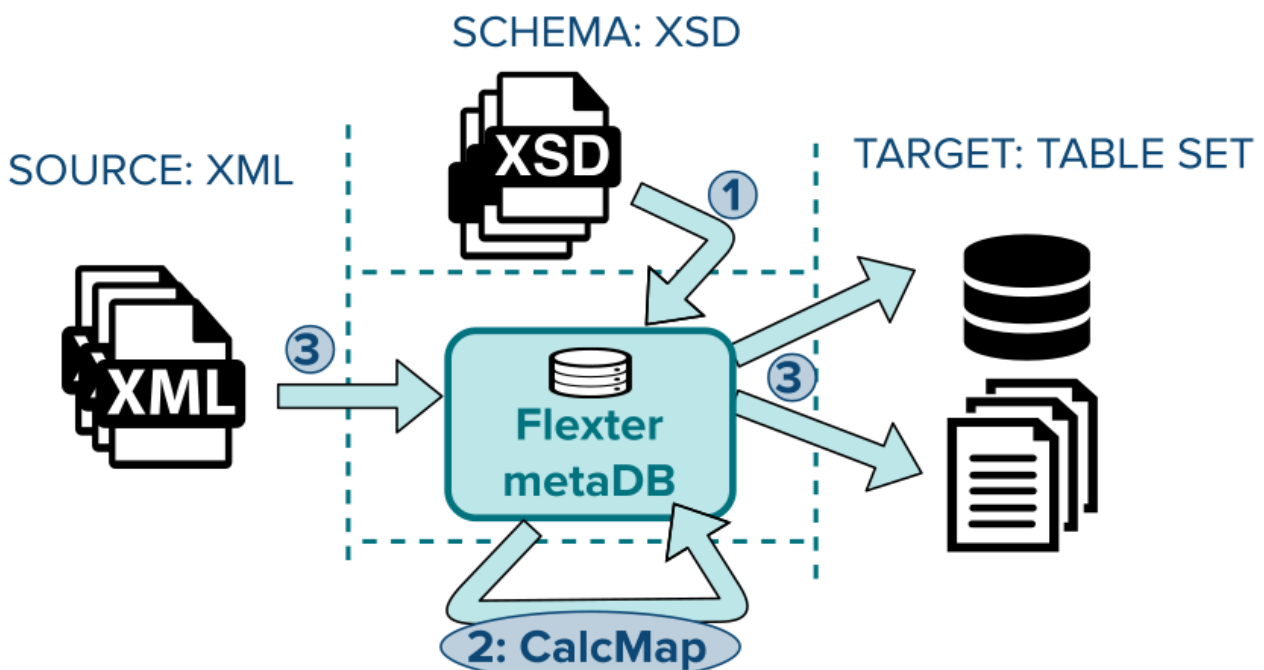 SCHEMA: XSD
SOURCE: XML
TARGET: TABLE SET
XSD
1
3
XML
3
Flexter
metaDB
2: CalcMap